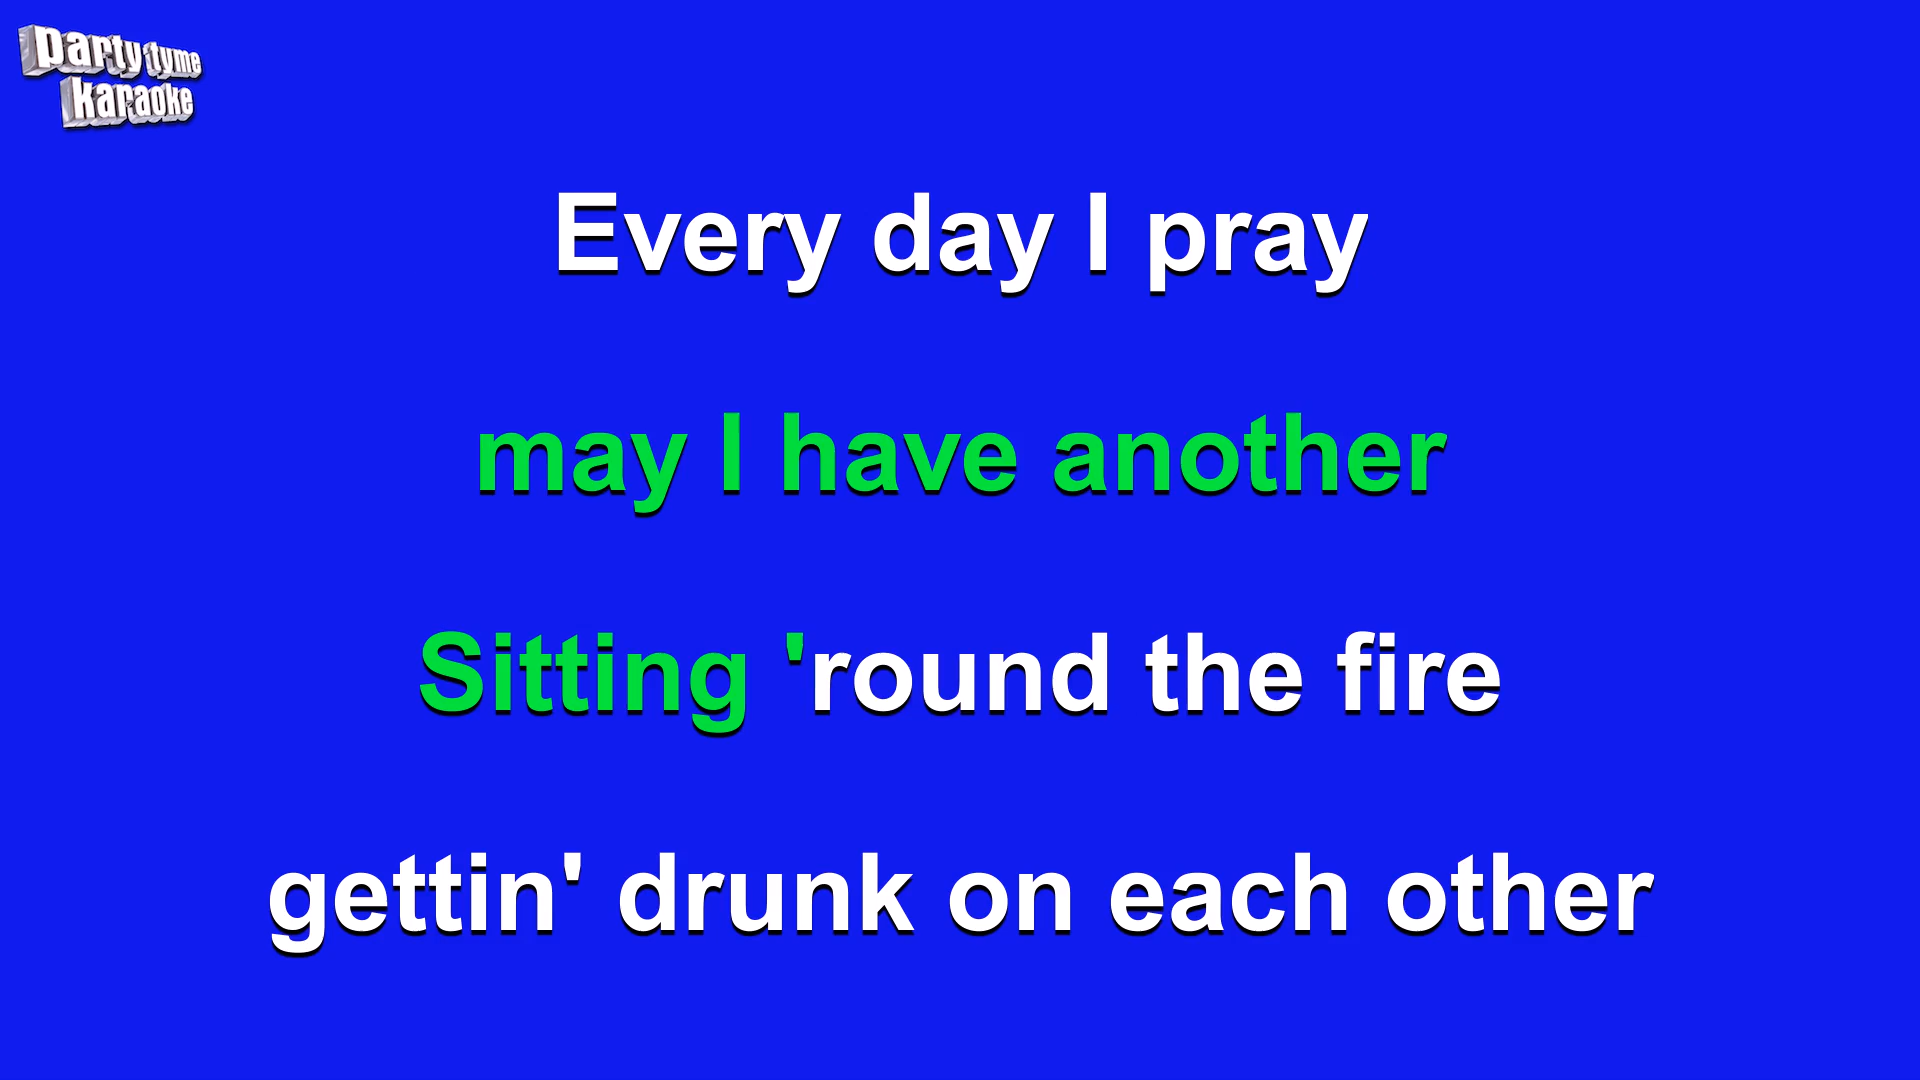 party tyme
karaoke
Every day I pray
may I have another
Sitting 'round the fire
gettin' drunk on each other